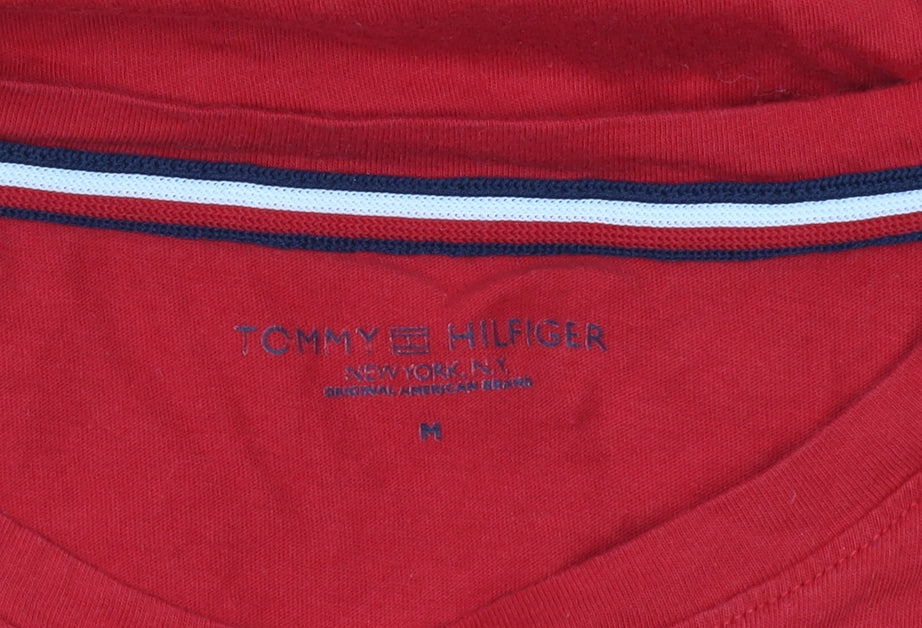 TOMMY HILFIGER
NEW YORK, N.Y.
ORIGINAL AMERICAN BRAND
M